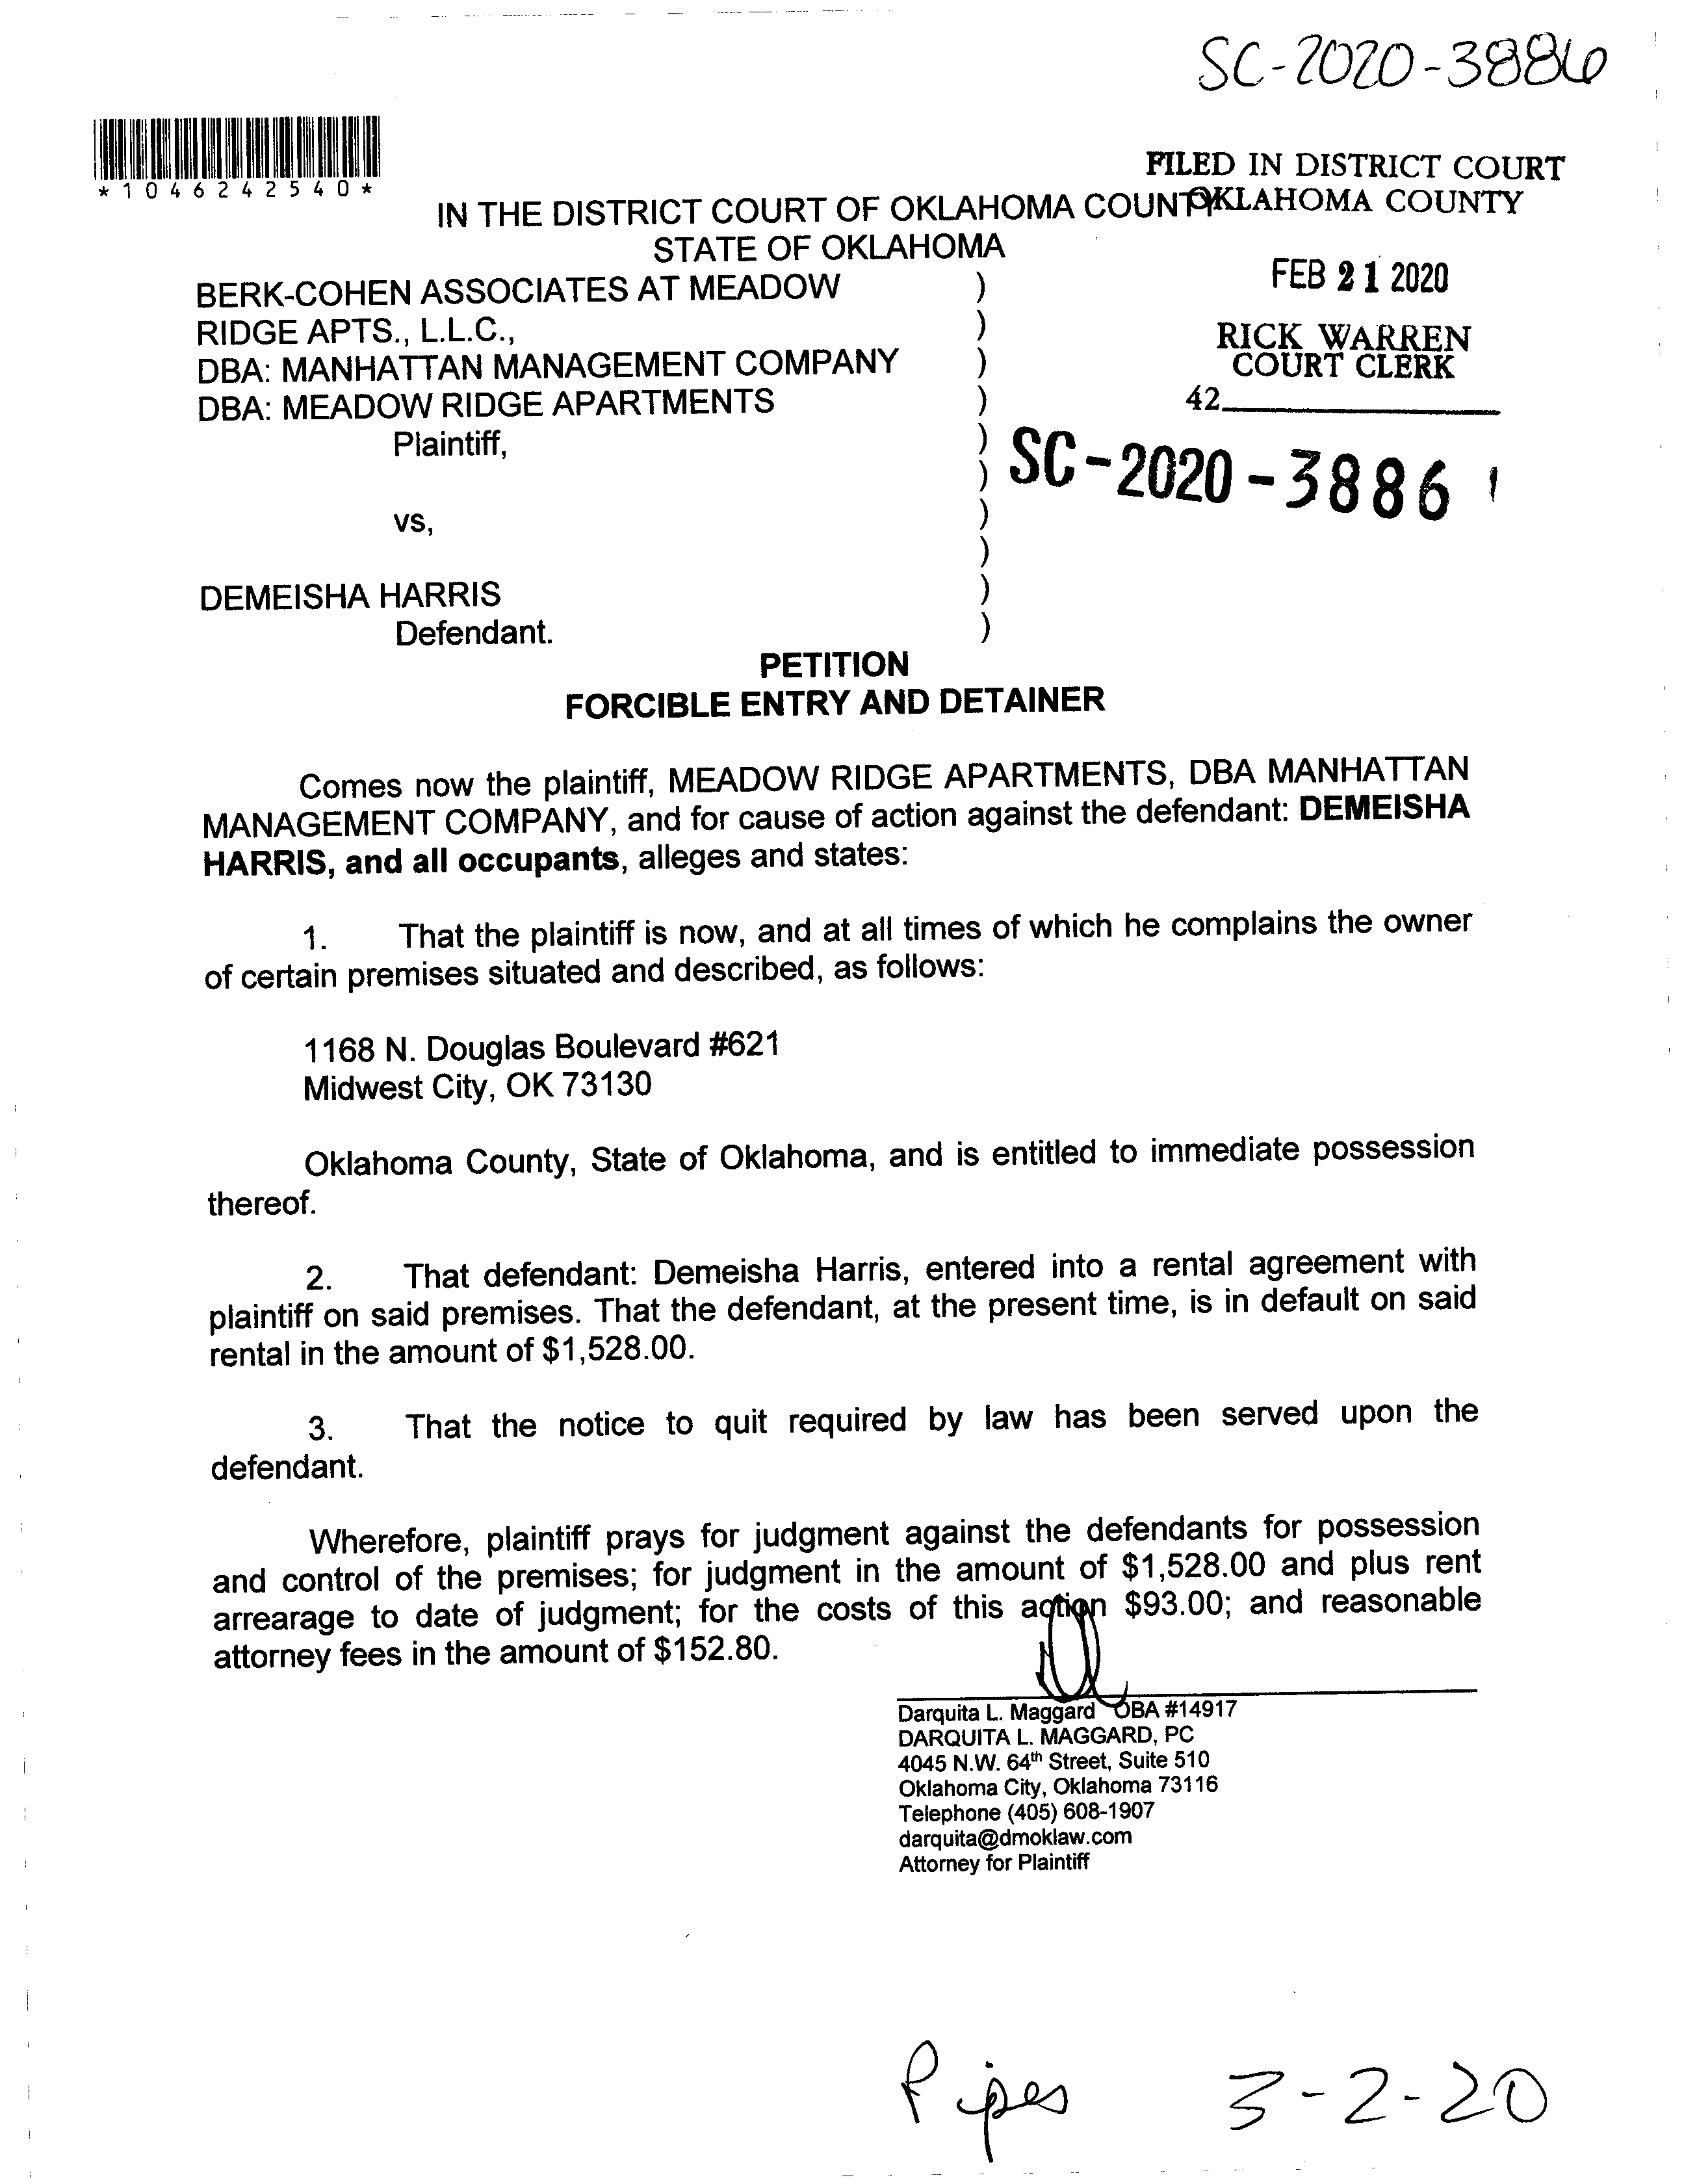 SC-2020-3886
*1046242540*
FILED IN DISTRICT COURT
OKLAHOMA COUNTY
IN THE DISTRICT COURT OF OKLAHOMA COUNTY
STATE OF OKLAHOMA
BERK-COHEN ASSOCIATES AT MEADOW )
RIDGE APTS., L.L.C., )
DBA: MANHATTAN MANAGEMENT COMPANY )
DBA: MEADOW RIDGE APARTMENTS )
Plaintiff, )
)
vs, )
)
DEMEISHA HARRIS )
Defendant. )
FEB 21 2020
RICK WARREN
COURT CLERK
42
SC-2020-3886
PETITION
FORCIBLE ENTRY AND DETAINER
Comes now the plaintiff, MEADOW RIDGE APARTMENTS, DBA MANHATTAN
MANAGEMENT COMPANY, and for cause of action against the defendant: DEMEISHA
HARRIS, and all occupants, alleges and states:
1. That the plaintiff is now, and at all times of which he complains the owner
of certain premises situated and described, as follows:
1168 N. Douglas Boulevard #621
Midwest City, OK 73130
Oklahoma County, State of Oklahoma, and is entitled to immediate possession
thereof.
2. That defendant: Demeisha Harris, entered into a rental agreement with
plaintiff on said premises. That the defendant, at the present time, is in default on said
rental in the amount of $1,528.00.
3. That the notice to quit required by law has been served upon the
defendant.
Wherefore, plaintiff prays for judgment against the defendants for possession
and control of the premises; for judgment in the amount of $1,528.00 and plus rent
arrearage to date of judgment; for the costs of this action $93.00; and reasonable
attorney fees in the amount of $152.80.
Darquita L. Maggard OBA #14917
DARQUITA L. MAGGARD, PC
4045 N.W. 64th Street, Suite 510
Oklahoma City, Oklahoma 73116
Telephone (405) 608-1907
darquita@dmoklaw.com
Attorney for Plaintiff
Pipes 3-2-20